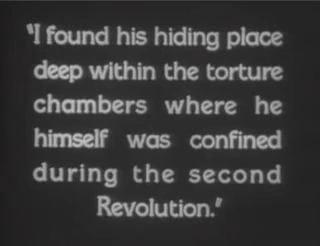 "I found his hiding place
deep within the torture
chambers where he
himself was confined
during the second
Revolution."